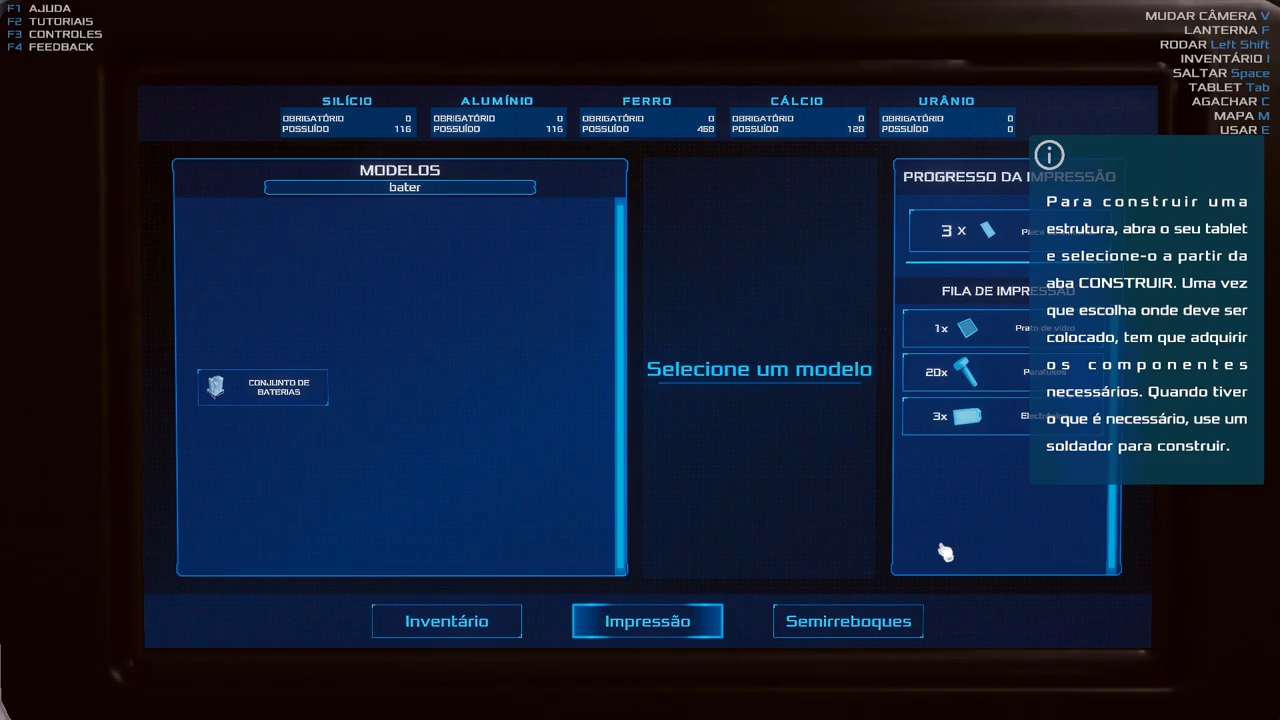 F1 AJUDA
F2 TUTORIAIS
F3 CONTROLES
F4 FEEDBACK
MUDAR CÂMERA V
LANTERNA F
RODAR Left Shift
INVENTÁRIO I
SALTAR Space
TABLET Tab
AGACHAR C
MAPA M
USAR E
SILÍCIO
OBRIGATÓRIO 0
POSSUÍDO 116
ALUMÍNIO
OBRIGATÓRIO 0
POSSUÍDO 116
FERRO
OBRIGATÓRIO 0
POSSUÍDO 468
CÁLCIO
OBRIGATÓRIO 0
POSSUÍDO 128
URÂNIO
OBRIGATÓRIO 0
POSSUÍDO 0
MODELOS
bater
CONJUNTO DE
BATERIAS
Selecione um modelo
PROGRESSO DA IMPRESSÃO
3 x
FILA DE IMPRESSÃO
1x Prato de vidro
20x Parafusos
3x
Para construir uma
estrutura, abra o seu tablet
e selecione-o a partir da
aba CONSTRUIR. Uma vez
que escolha onde deve ser
colocado, tem que adquirir
os componentes
necessários. Quando tiver
o que é necessário, use um
soldador para construir.
Inventário
Impressão
Semirreboques